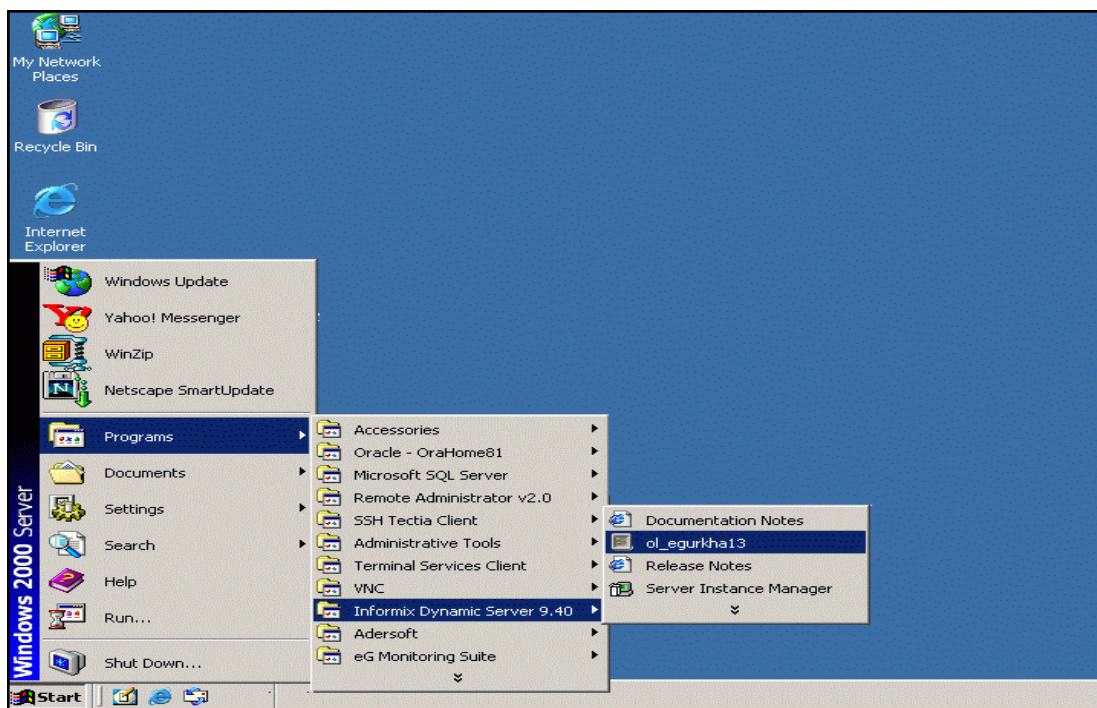 My Network
Places
Recycle Bin
Internet
Explorer
Windows Update
Yahoo! Messenger
WinZip
Netscape SmartUpdate
Programs
Documents
Settings
Search
Help
Run...
Shut Down...
Windows 2000 Server
Accessories
Oracle - OraHome81
Microsoft SQL Server
Remote Administrator v2.0
SSH Tectia Client
Administrative Tools
Terminal Services Client
VNC
Informix Dynamic Server 9.40
Adersoft
eG Monitoring Suite
Documentation Notes
ol_egurkha13
Release Notes
Server Instance Manager
Start